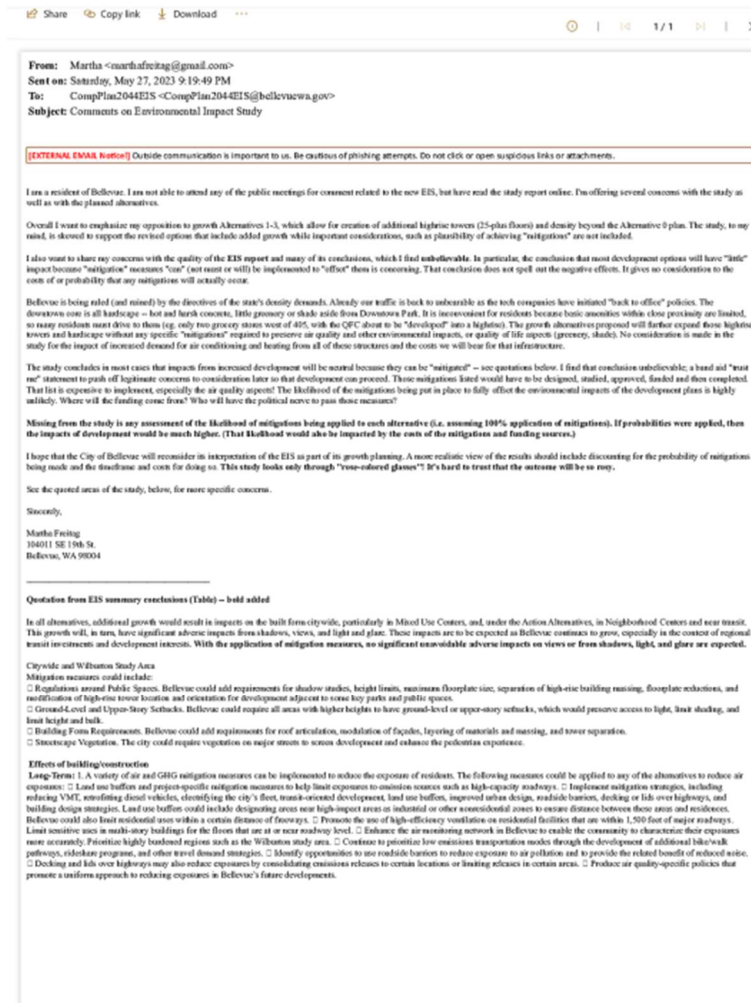 Share Copy link Download ...
1/1
From: Martha <marthafreitag@gmail.com>
Sent on: Saturday, May 27, 2023 9:19:49 PM
To: CompPlan2044EIS <CompPlan2044EIS@bellevuewa.gov>
Subject: Comments on Environmental Impact Study
[EXTERNAL EMAIL Notice!] Outside communication is important to us. Be cautious of phishing attempts. Do not click or open suspicious links or attachments.
I am a resident of Bellevue. I am not able to attend any of the public meetings for comment related to the new EIS, but have read the study report online. I'm offering several concerns with the study as
well as with the planned alternatives.
Overall I want to emphasize my opposition to growth Alternatives 1-3, which allow for creation of additional highrise towers (25-plus floors) and density beyond the Alternative 0 plan. The study, to my
mind, is skewed to support the revised options that include added growth while important considerations, such as plausibility of achieving "mitigations" are not included.
I also want to share my concerns with the quality of the EIS report and many of its conclusions, which I find unbelievable. In particular, the conclusion that most development options will have "little"
impact because "mitigation" measures "can" (not must or will) be implemented to "offset" them is concerning. That conclusion does not spell out the negative effects. It gives no consideration to the
costs of or probability that any mitigations will actually occur.
Bellevue is being ruled (and ruined) by the directives of the state's density demands. Already our traffic is back to unbearable as the tech companies have initiated "back to office" policies. The
downtown core is all hardscape – hot and harsh concrete, little greenery or shade aside from Downtown Park. It is inconvenient for residents because basic amenities within close proximity are limited,
so many residents must drive to them (eg. only two grocery stores west of 405, with the QFC about to be "developed" into a highrise). The growth alternatives proposed will further expand those highrise
towers and hardscape without any specific "mitigations" required to preserve air quality and other environmental impacts, or quality of life aspects (greenery, shade). No consideration is made in the
study for the impact of increased demand for air conditioning and heating from all of these structures and the costs we will bear for that infrastructure.
The study concludes in most cases that impacts from increased development will be neutral because they can be "mitigated" – see quotations below. I find that conclusion unbelievable; a band aid "trust
me" statement to push off legitimate concerns to consideration later so that development can proceed. Those mitigations listed would have to be designed, studied, approved, funded and then completed.
That list is expensive to implement, especially the air quality aspects! The likelihood of the mitigations being put in place to fully offset the environmental impacts of the development plans is highly
unlikely. Where will the funding come from? Who will have the political nerve to pass those measures?
Missing from the study is any assessment of the likelihood of mitigations being applied to each alternative (i.e. assuming 100% application of mitigations). If probabilities were applied, then
the impacts of development would be much higher. (That likelihood would also be impacted by the costs of the mitigations and funding sources.)
I hope that the City of Bellevue will reconsider its interpretation of the EIS as part of its growth planning. A more realistic view of the results should include discounting for the probability of mitigations
being made and the timeframe and costs for doing so. This study looks only through "rose-colored glasses"! It's hard to trust that the outcome will be so rosy.
See the quoted areas of the study, below, for more specific concerns.
Sincerely,
Martha Freitag
104011 SE 19th St.
Bellevue, WA 98004
Quotation from EIS summary conclusions (Table) – bold added
In all alternatives, additional growth would result in impacts on the built form citywide, particularly in Mixed Use Centers, and, under the Action Alternatives, in Neighborhood Centers and near transit.
This growth will, in turn, have significant adverse impacts from shadows, views, and light and glare. These impacts are to be expected as Bellevue continues to grow, especially in the context of regional
transit investments and development interests. With the application of mitigation measures, no significant unavoidable adverse impacts on views or from shadows, light, and glare are expected.
Citywide and Wilburton Study Area
Mitigation measures could include:
□ Regulations around Public Spaces. Bellevue could add requirements for shadow studies, height limits, maximum floorplate size, separation of high-rise building massing, floorplate reductions, and
modification of high-rise tower location and orientation for development adjacent to some key parks and public spaces.
□ Ground-Level and Upper-Story Setbacks. Bellevue could require all areas with higher heights to have ground-level or upper-story setbacks, which would preserve access to light, limit shading, and
limit height and bulk.
□ Building Form Requirements. Bellevue could add requirements for roof articulation, modulation of façades, layering of materials and massing, and tower separation.
□ Streetscape Vegetation. The city could require vegetation on major streets to screen development and enhance the pedestrian experience.
Effects of building/construction
Long-Term: 1. A variety of air and GHG mitigation measures can be implemented to reduce the exposure of residents. The following measures could be applied to any of the alternatives to reduce air
exposures: □ Land use buffers and project-specific mitigation measures to help limit exposures to emission sources such as high-capacity roadways. □ Implement mitigation strategies, including
reducing VMT, retrofitting diesel vehicles, electrifying the city's fleet, transit-oriented development, land use buffers, improved urban design, roadside barriers, decking or lids over highways, and
building design strategies. Land use buffers could include designating areas near high-impact areas as industrial or other nonresidential zones to ensure distance between these areas and residences.
Bellevue could also limit residential uses within a certain distance of freeways. □ Promote the use of high-efficiency ventilation on residential facilities that are within 1,500 feet of major roadways.
Limit sensitive uses in multi-story buildings for the floors that are at or near roadway level. □ Enhance the air monitoring network in Bellevue to enable the community to characterize their exposures
more accurately. Prioritize highly burdened regions such as the Wilburton study area. □ Continue to prioritize low emissions transportation modes through the development of additional bike/walk
pathways, rideshare programs, and other travel demand strategies. □ Identify opportunities to use roadside barriers to reduce exposure to air pollution and to provide the related benefit of reduced noise.
□ Decking and lids over highways may also reduce exposures by consolidating emissions releases to certain locations or limiting releases in certain areas. □ Produce air quality-specific policies that
promote a uniform approach to reducing exposures in Bellevue's future developments.